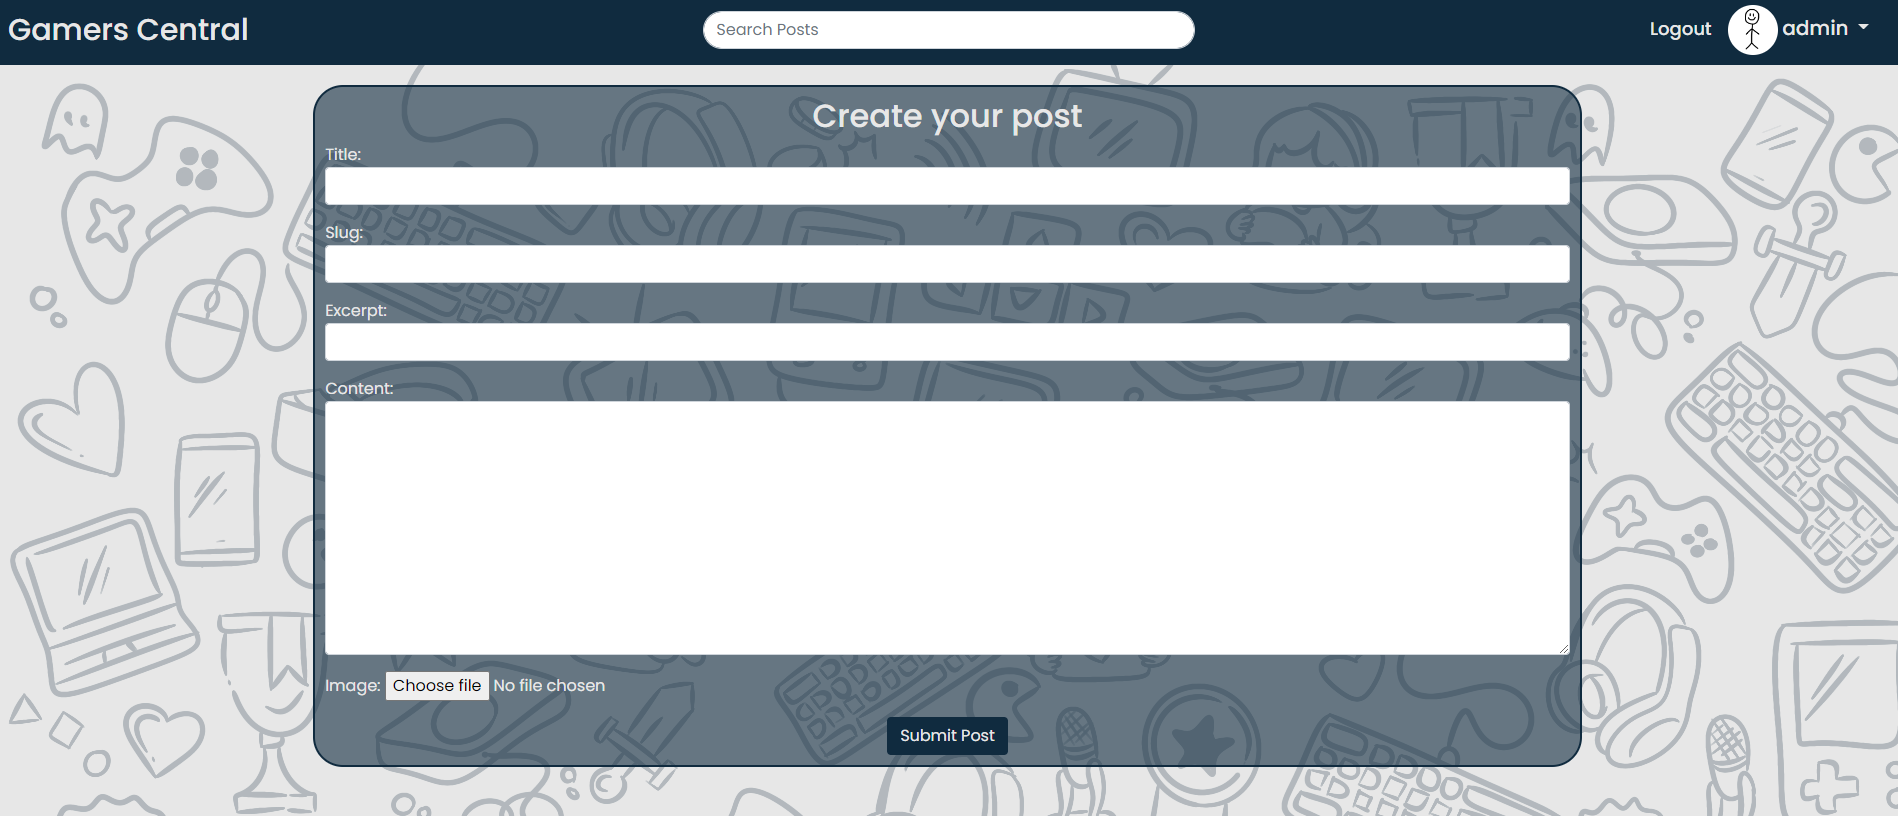 Gamers Central
Search Posts
Logout
admin
Create your post
Title:
Slug:
Excerpt:
Content:
Image: Choose file No file chosen
Submit Post